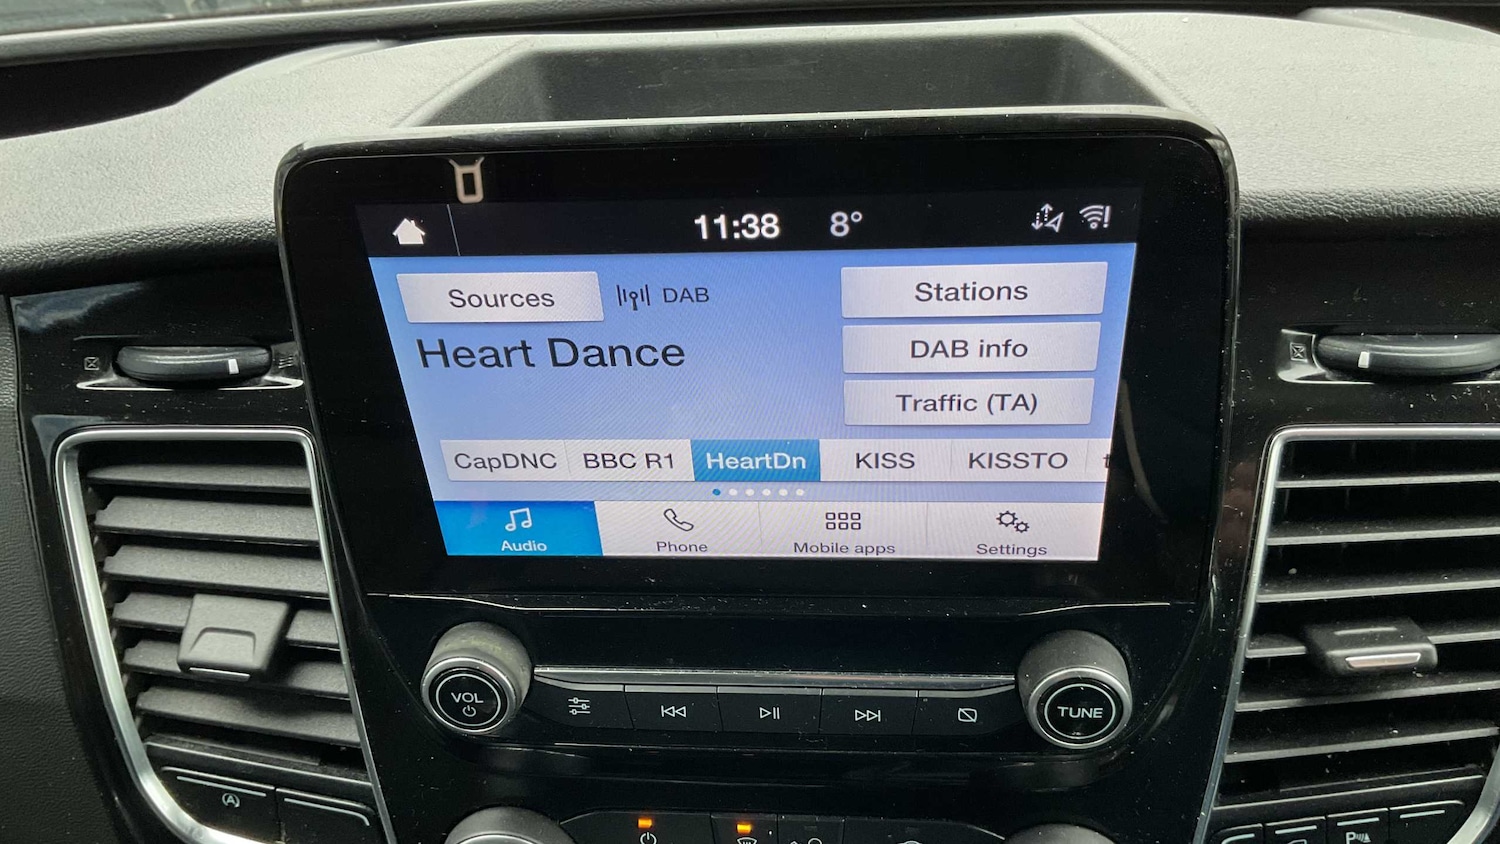 11:38 8°
Sources DAB Stations
Heart Dance DAB info
Traffic (TA)
CapDNC BBC R1 HeartDn KISS KISSTO
Audio Phone Mobile apps Settings
VOL TUNE
(A)
P